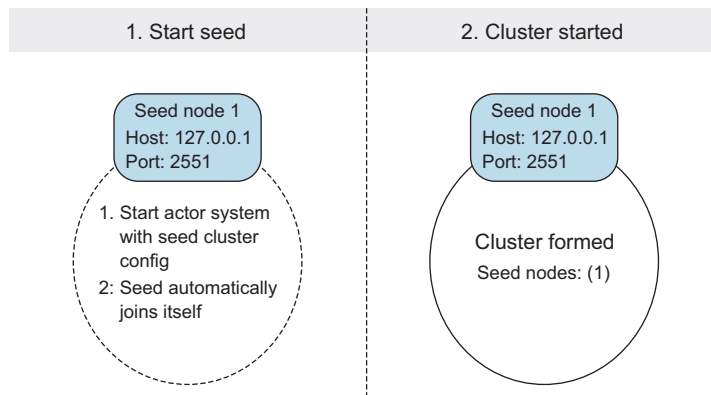 1. Start seed
2. Cluster started
Seed node 1
Host: 127.0.0.1
Port: 2551
1. Start actor system
with seed cluster
config
2: Seed automatically
joins itself
Seed node 1
Host: 127.0.0.1
Port: 2551
Cluster formed
Seed nodes: (1)